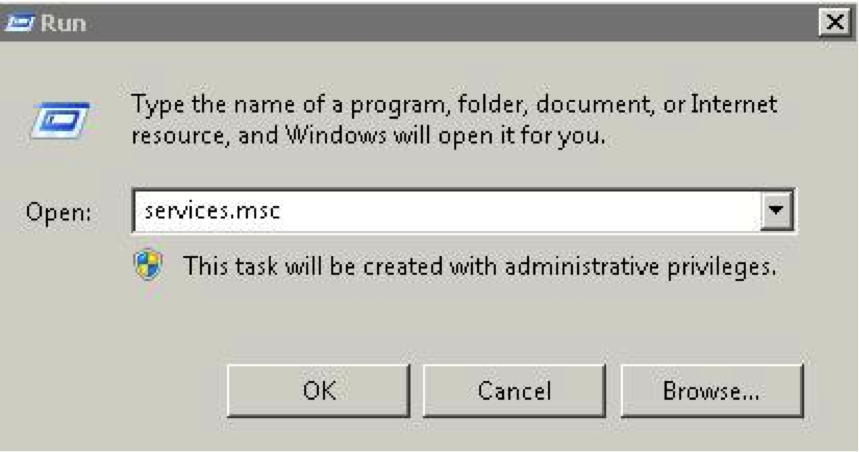 Run
Type the name of a program, folder, document, or Internet
resource, and Windows will open it for you.
Open: services.msc
This task will be created with administrative privileges.
OK Cancel Browse...